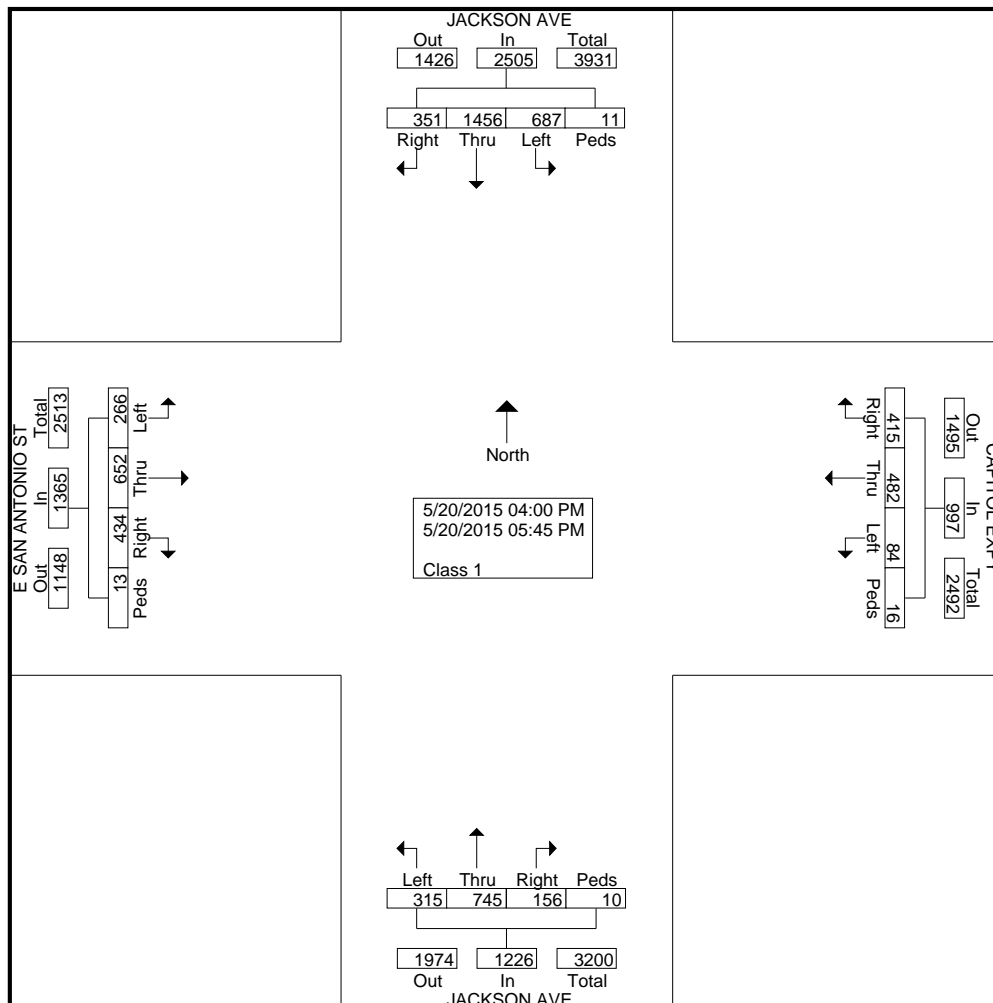 JACKSON AVE
Out In Total
1426 2505 3931
351 1456 687 11
Right Thru Left Peds
E SAN ANTONIO ST
Total In Out
2513 1365 1148
266 652 434 13
Left Thru Right Peds
North
5/20/2015 04:00 PM
5/20/2015 05:45 PM
Class 1
CAPITOL EXPY
Out In Total
1495 997 2492
415 482 84 16
Right Thru Left Peds
Left Thru Right Peds
315 745 156 10
1974 1226 3200
Out In Total
JACKSON AVE